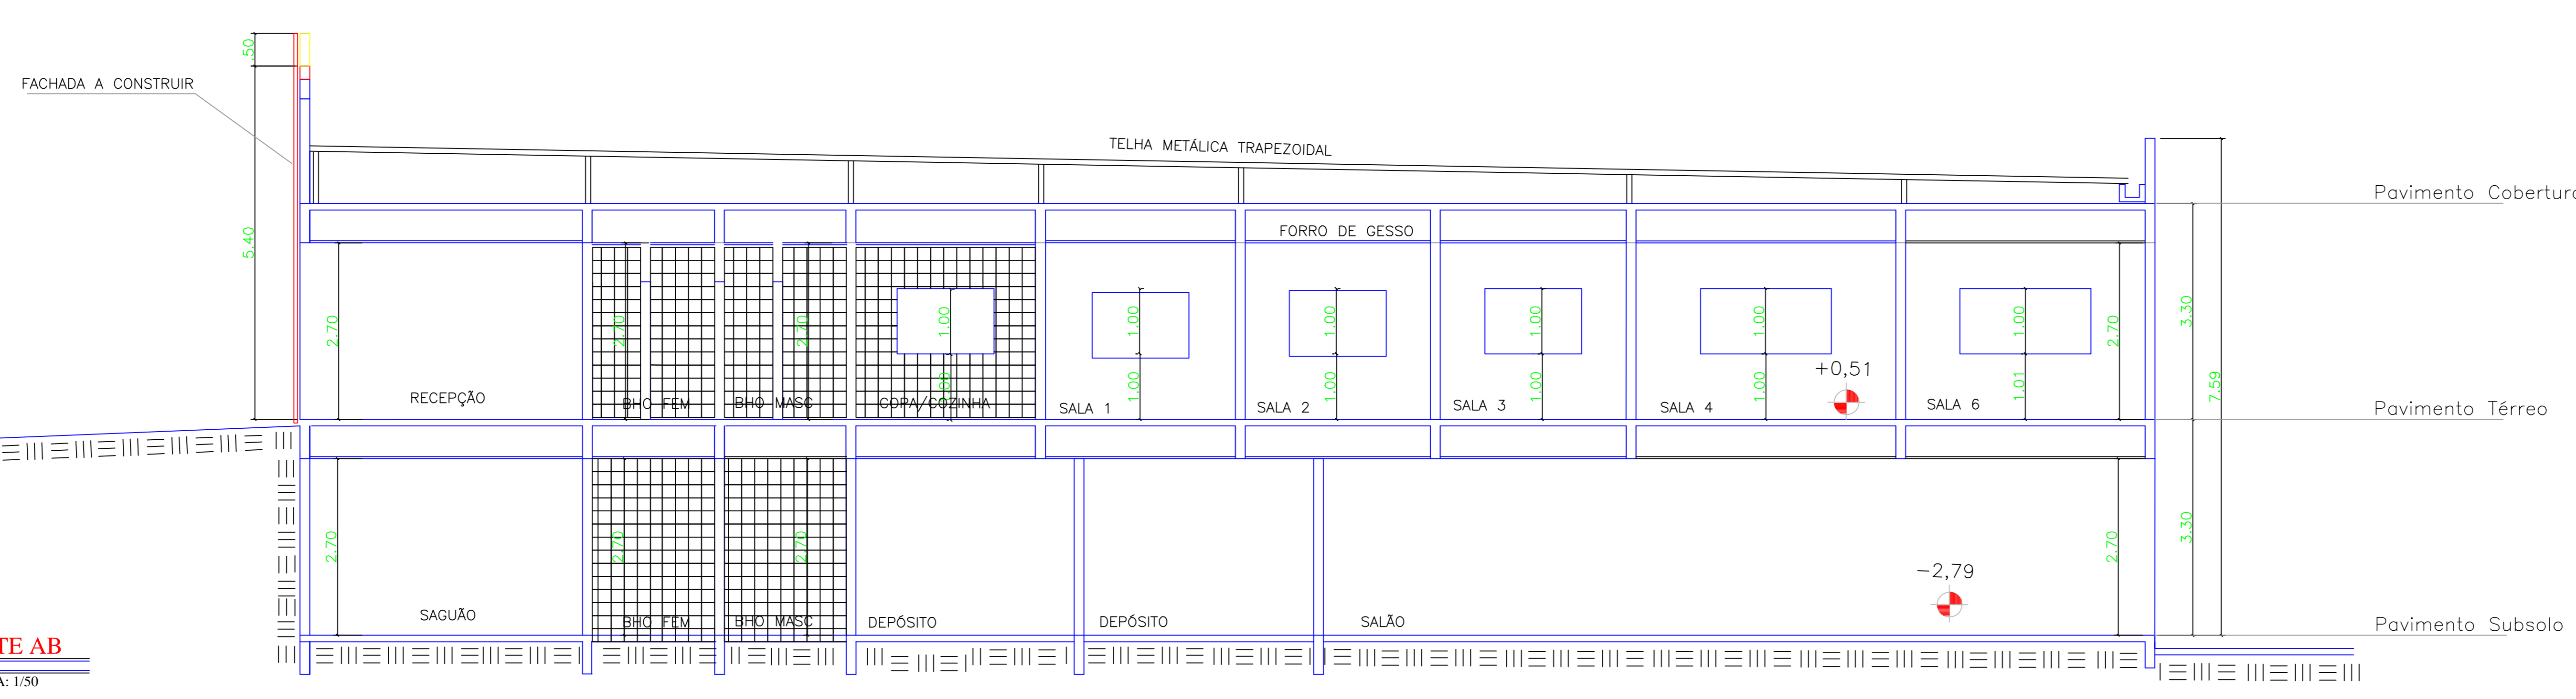 .50
FACHADA A CONSTRUIR
TELHA METÁLICA TRAPEZOIDAL
Pavimento Cobertura
5.40
FORRO DE GESSO
2.70
2.70
2.70
1.00
1.00
1.00
1.00
1.00
1.00
2.70
3.30
+0,51
1.00
1.00
1.00
1.00
1.00
1.01
7.59
RECEPÇÃO
BHO FEM
BHO MASC
COPA/COZINHA
SALA 1
SALA 2
SALA 3
SALA 4
SALA 6
Pavimento Térreo
2.70
2.70
2.70
2.70
3.30
-2,79
SAGUÃO
BHO FEM
BHO MASC
DEPÓSITO
DEPÓSITO
SALÃO
Pavimento Subsolo
TE AB
A: 1/50